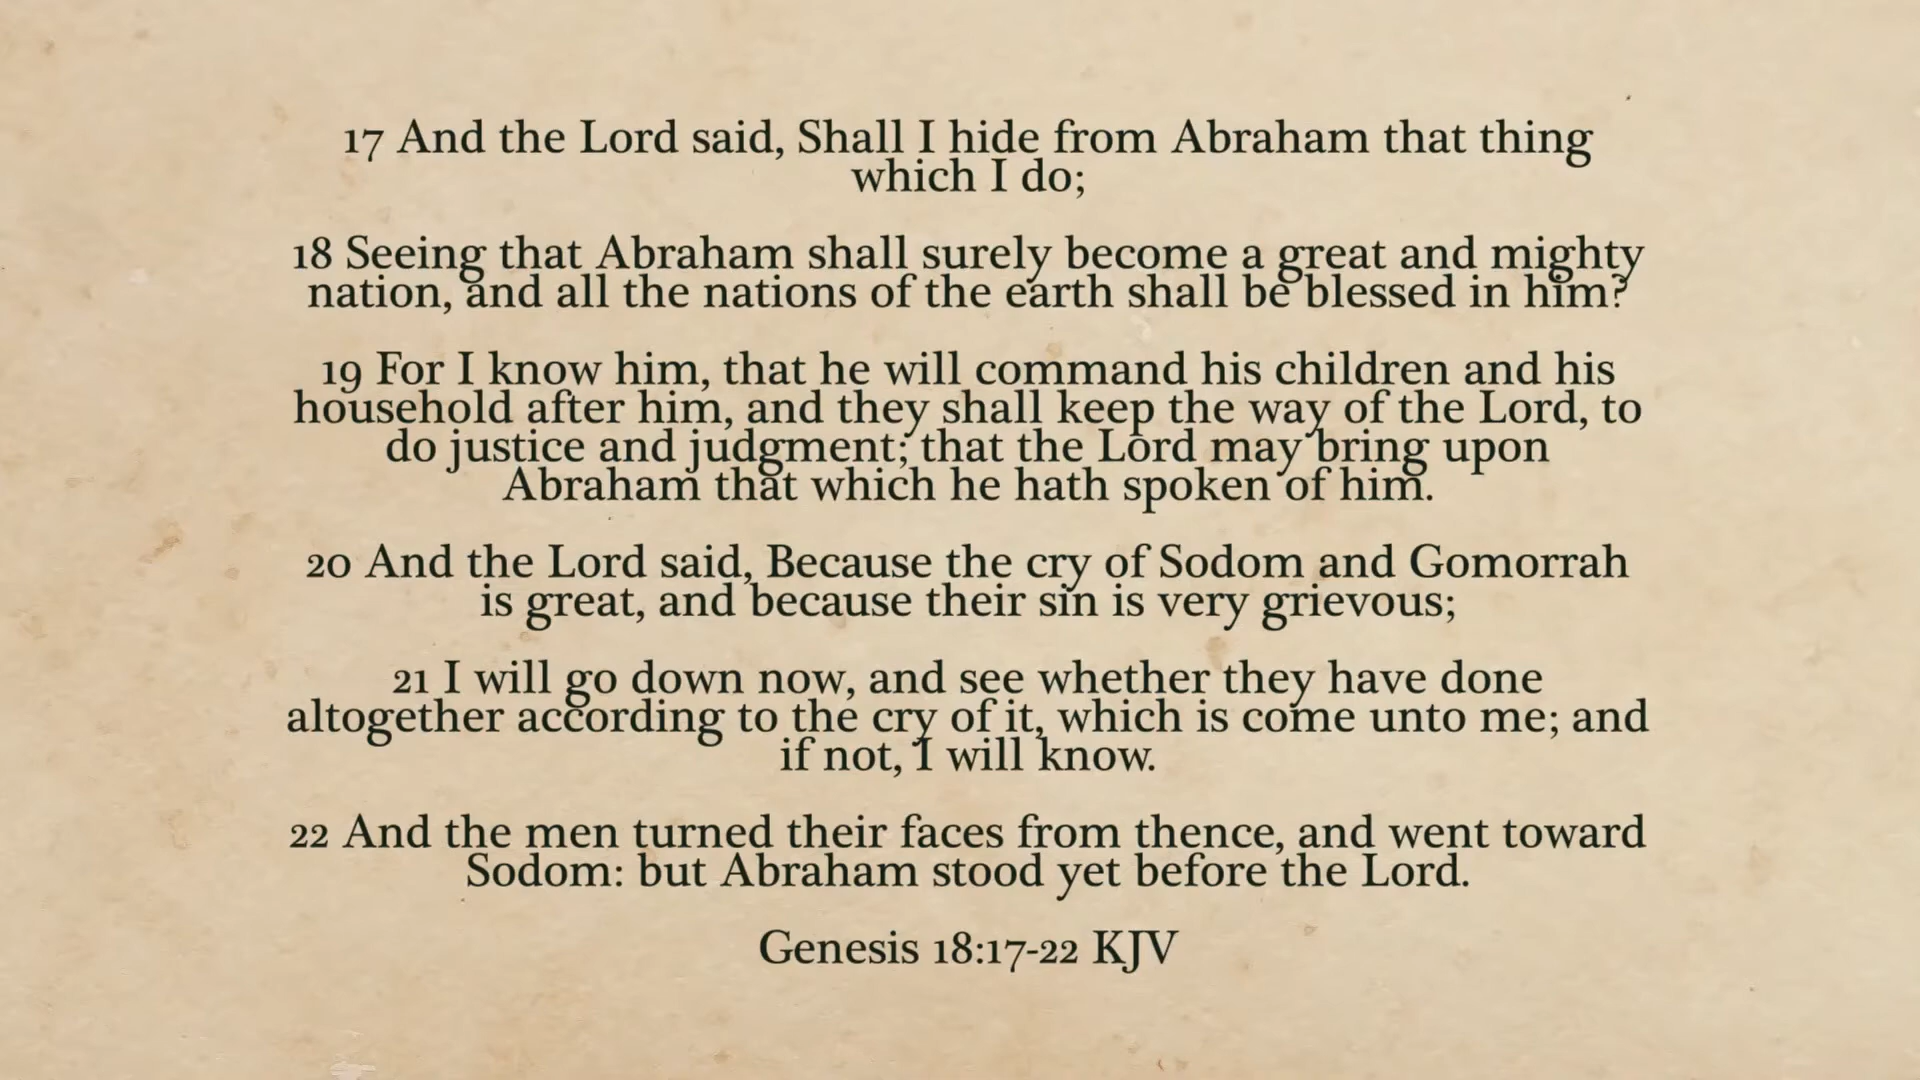 17 And the Lord said, Shall I hide from Abraham that thing
which I do;
18 Seeing that Abraham shall surely become a great and mighty
nation, and all the nations of the earth shall be blessed in him?
19 For I know him, that he will command his children and his
household after him, and they shall keep the way of the Lord, to
do justice and judgment; that the Lord may bring upon
Abraham that which he hath spoken of him.
20 And the Lord said, Because the cry of Sodom and Gomorrah
is great, and because their sin is very grievous;
21 I will go down now, and see whether they have done
altogether according to the cry of it, which is come unto me; and
if not, I will know.
22 And the men turned their faces from thence, and went toward
Sodom: but Abraham stood yet before the Lord.
Genesis 18:17-22 KJV